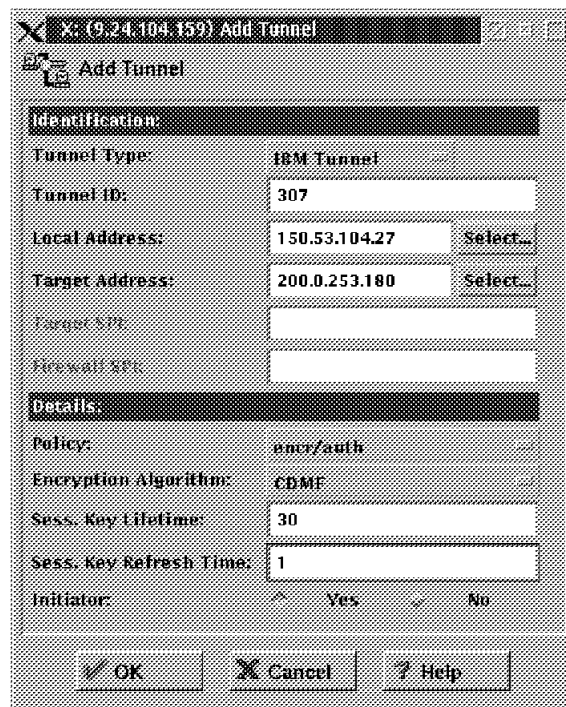 X: (9.24.104.159) Add Tunnel
Add Tunnel
Identification:
Tunnel Type: IBM Tunnel
Tunnel ID: 307
Local Address: 150.53.104.27 Select...
Target Address: 200.0.253.180 Select...
Target SPI:
Firewall SPI:
Details:
Policy: encr/auth
Encryption Algorithm: CDMF
Sess. Key Lifetime: 30
Sess. Key Refresh Time: 1
Initiator: Yes No
OK Cancel Help